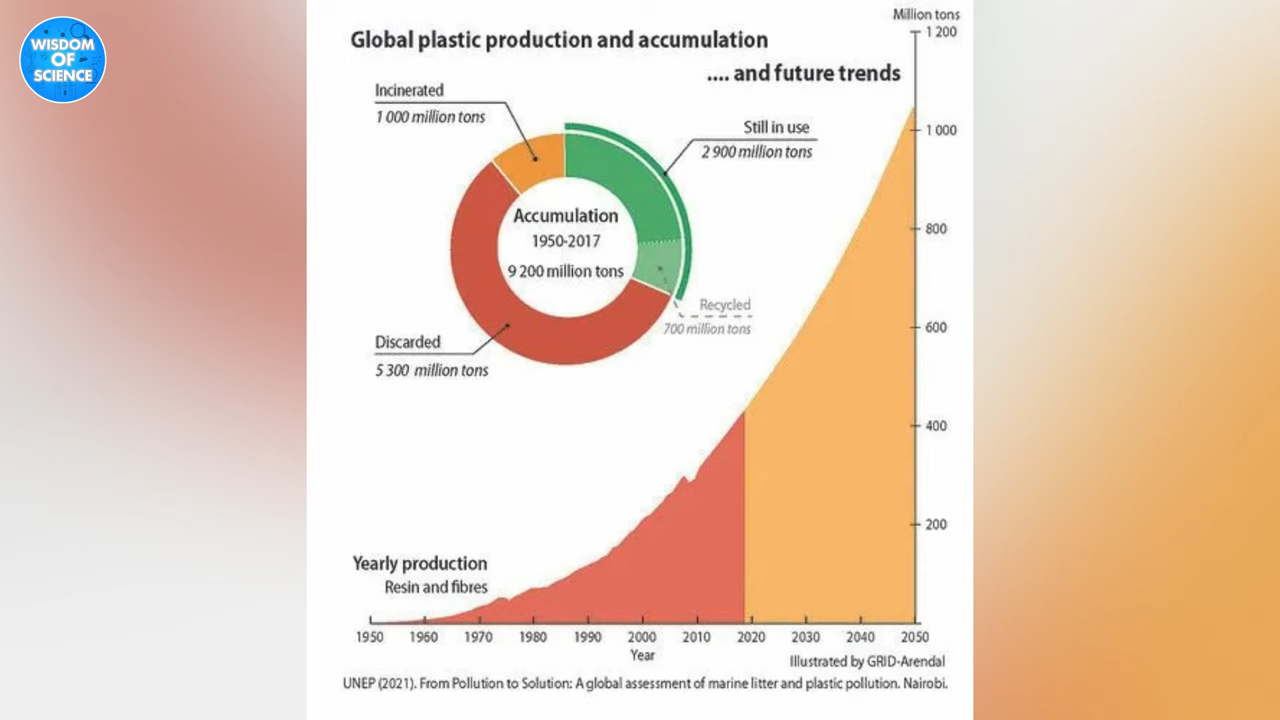 WISDOM
OF
SCIENCE
Global plastic production and accumulation
.... and future trends
Million tons
Incinerated
1 000 million tons
Still in use
2 900 million tons
Accumulation
1950-2017
9 200 million tons
Recycled
700 million tons
Discarded
5 300 million tons
1 200
1 000
800
600
400
200
Yearly production
Resin and fibres
1950 1960 1970 1980 1990 2000 2010 2020 2030 2040 2050
Year
Illustrated by GRID-Arendal
UNEP (2021). From Pollution to Solution: A global assessment of marine litter and plastic pollution. Nairobi.